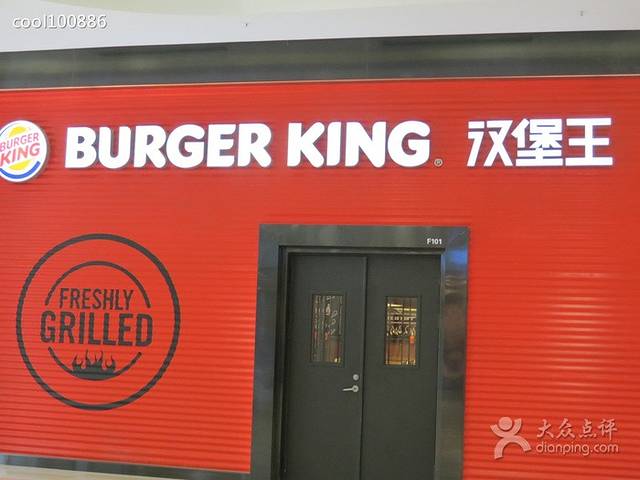 cool100886
BURGER KING
BURGER KING® 汉堡王
F101
FRESHLY
GRILLED
大众点评
dianping.com